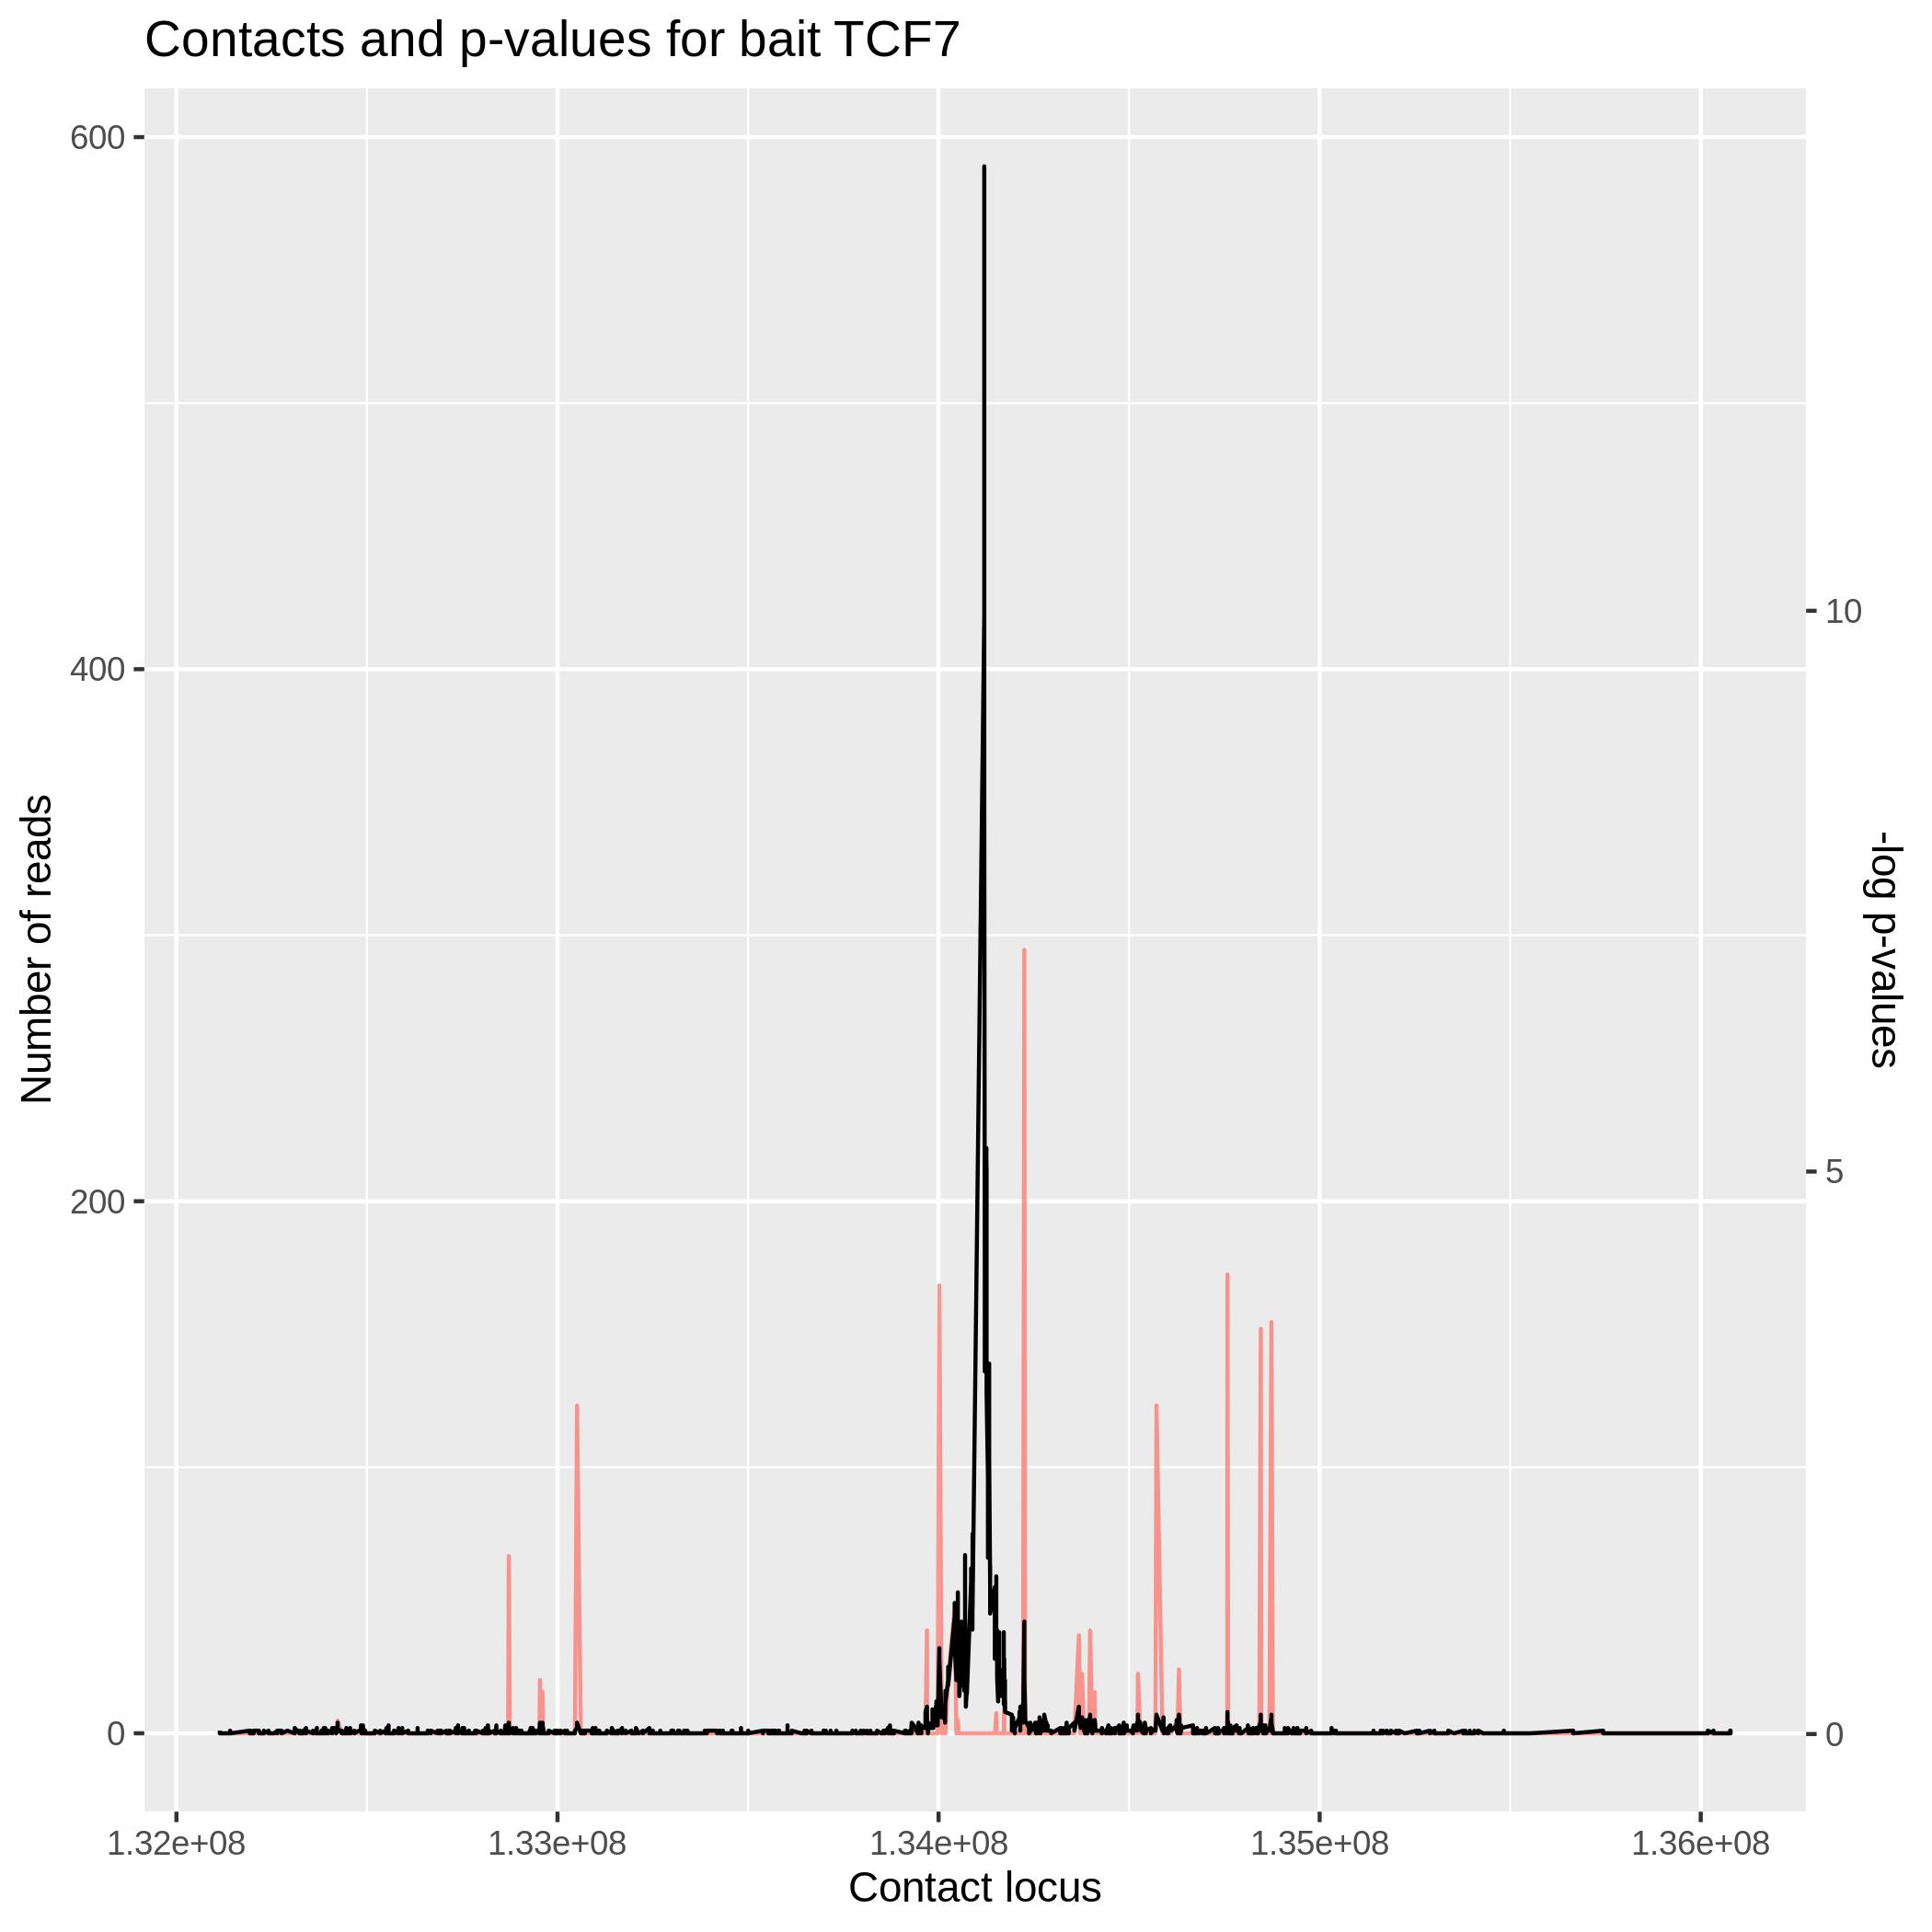 Contacts and p-values for bait TCF7
600
400
200
0
Number of reads
10
5
0
-log p-values
1.32e+08
1.33e+08
1.34e+08
1.35e+08
1.36e+08
Contact locus